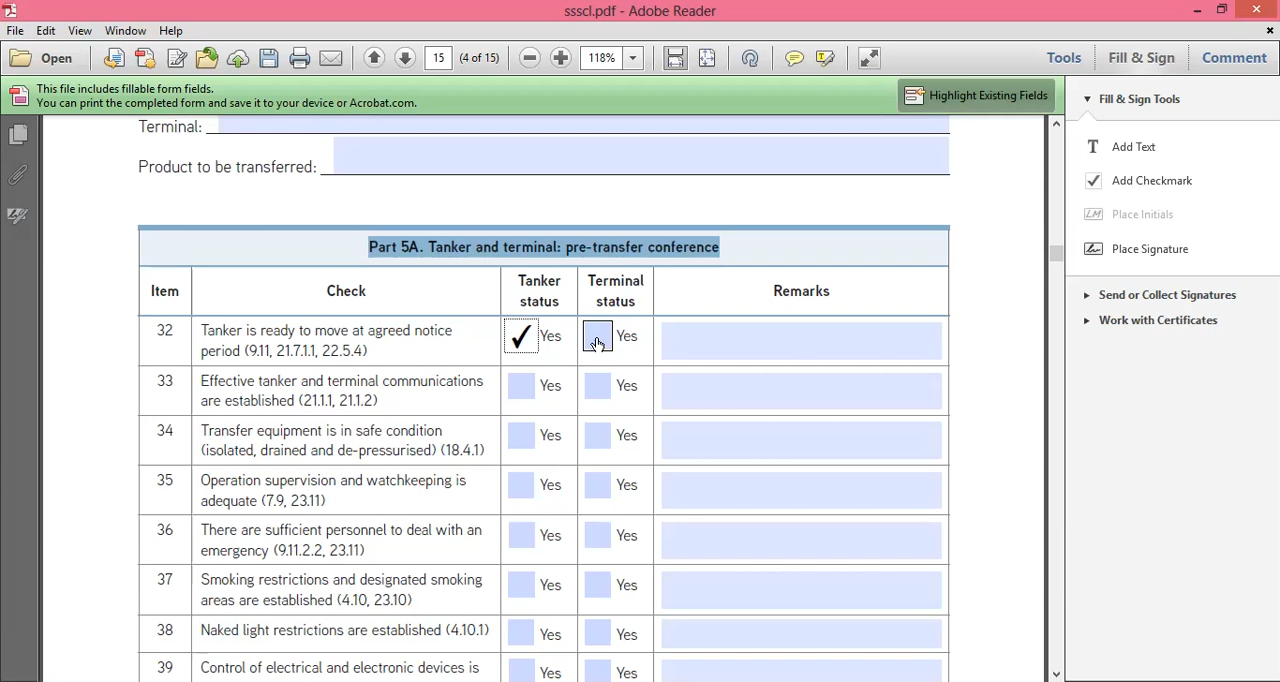 ssscl.pdf - Adobe Reader
File Edit View Window Help
Open 15 (4 of 15) 118% Tools Fill & Sign Comment
This file includes fillable form fields.
You can print the completed form and save it to your device or Acrobat.com.
Highlight Existing Fields
Fill & Sign Tools
T Add Text
Add Checkmark
LM Place Initials
Place Signature
Send or Collect Signatures
Work with Certificates
Terminal:
Product to be transferred:
Part 5A. Tanker and terminal: pre-transfer conference
Item Check Tanker status Terminal status Remarks
32 Tanker is ready to move at agreed notice Yes Yes
period (9.11, 21.7.1.1, 22.5.4)
33 Effective tanker and terminal communications Yes Yes
are established (21.1.1, 21.1.2)
34 Transfer equipment is in safe condition Yes Yes
(isolated, drained and de-pressurised) (18.4.1)
35 Operation supervision and watchkeeping is Yes Yes
adequate (7.9, 23.11)
36 There are sufficient personnel to deal with an Yes Yes
emergency (9.11.2.2, 23.11)
37 Smoking restrictions and designated smoking Yes Yes
areas are established (4.10, 23.10)
38 Naked light restrictions are established (4.10.1) Yes Yes
39 Control of electrical and electronic devices is Yes Yes